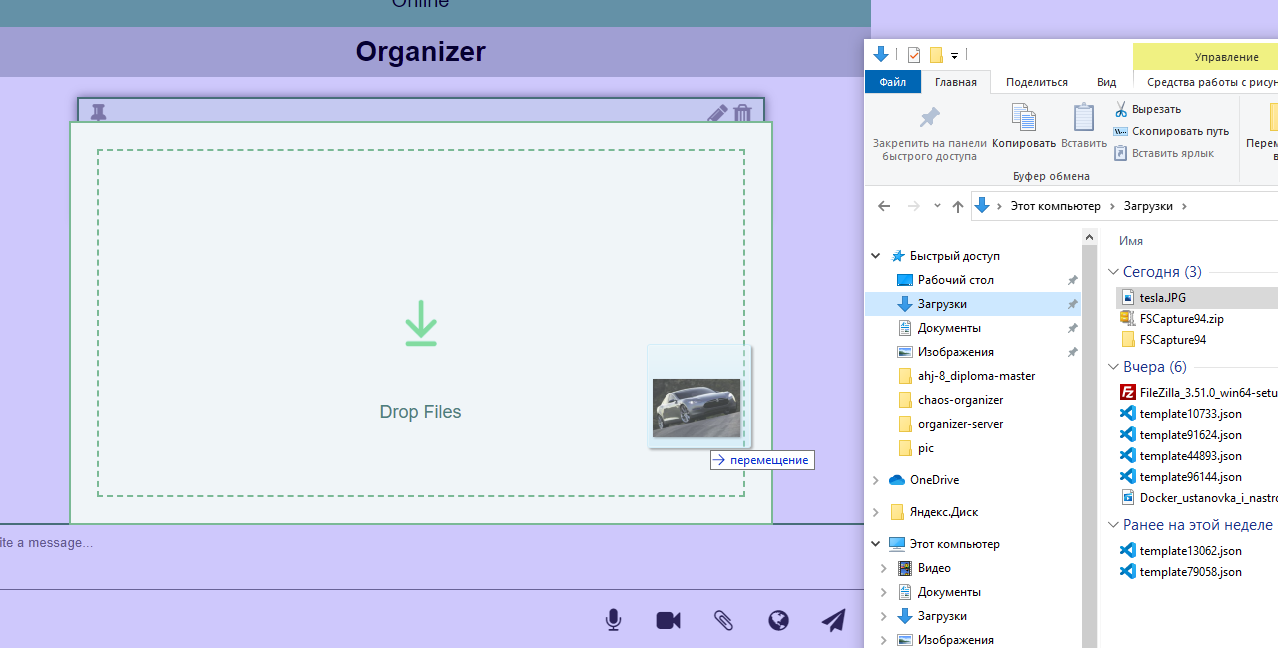 Online
Organizer
Drop Files
перемещение
ite a message...
Управление
Файл
Главная
Поделиться
Вид
Средства работы с рисун
Закрепить на панели
быстрого доступа
Копировать
Вставить
Вырезать
Скопировать путь
Вставить ярлык
Перем
в
Буфер обмена
Этот компьютер
Загрузки
Быстрый доступ
Рабочий стол
Загрузки
Документы
Изображения
ahj-8_diploma-master
chaos-organizer
organizer-server
pic
OneDrive
Яндекс.Диск
Этот компьютер
Видео
Документы
Загрузки
Изображения
Имя
Сегодня (3)
tesla.JPG
FSCapture94.zip
FSCapture94
Вчера (6)
FileZilla_3.51.0_win64-setu
template10733.json
template91624.json
template44893.json
template96144.json
Docker_ustanovka_i_nastro
Ранее на этой неделе
template13062.json
template79058.json